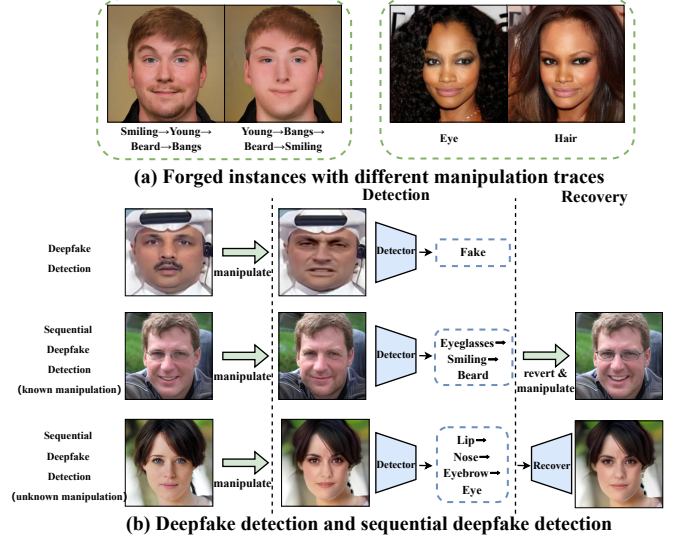 Smiling→Young→
Beard→Bangs
Young→Bangs→
Beard→Smiling
Eye
Hair
(a) Forged instances with different manipulation traces
Detection
Recovery
Deepfake
Detection
manipulate
Detector
Fake
Sequential
Deepfake
Detection
(known manipulation)
manipulate
Detector
Eyeglasses→
Smiling→
Beard
revert &
manipulate
Sequential
Deepfake
Detection
(unknown manipulation)
manipulate
Detector
Lip→
Nose→
Eyebrow→
Eye
Recover
(b) Deepfake detection and sequential deepfake detection